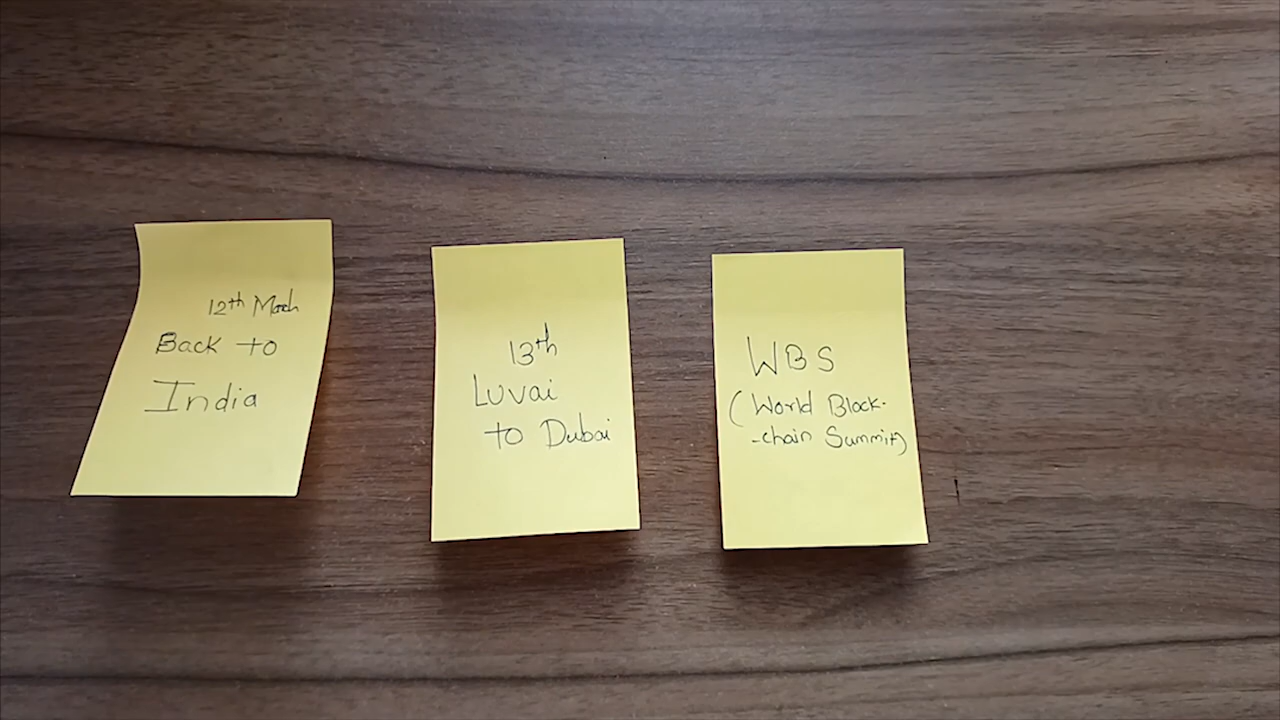 12th March
Back to
India
13th
Luvai
to Dubai
WBS
(World Block-
-chain Summit)